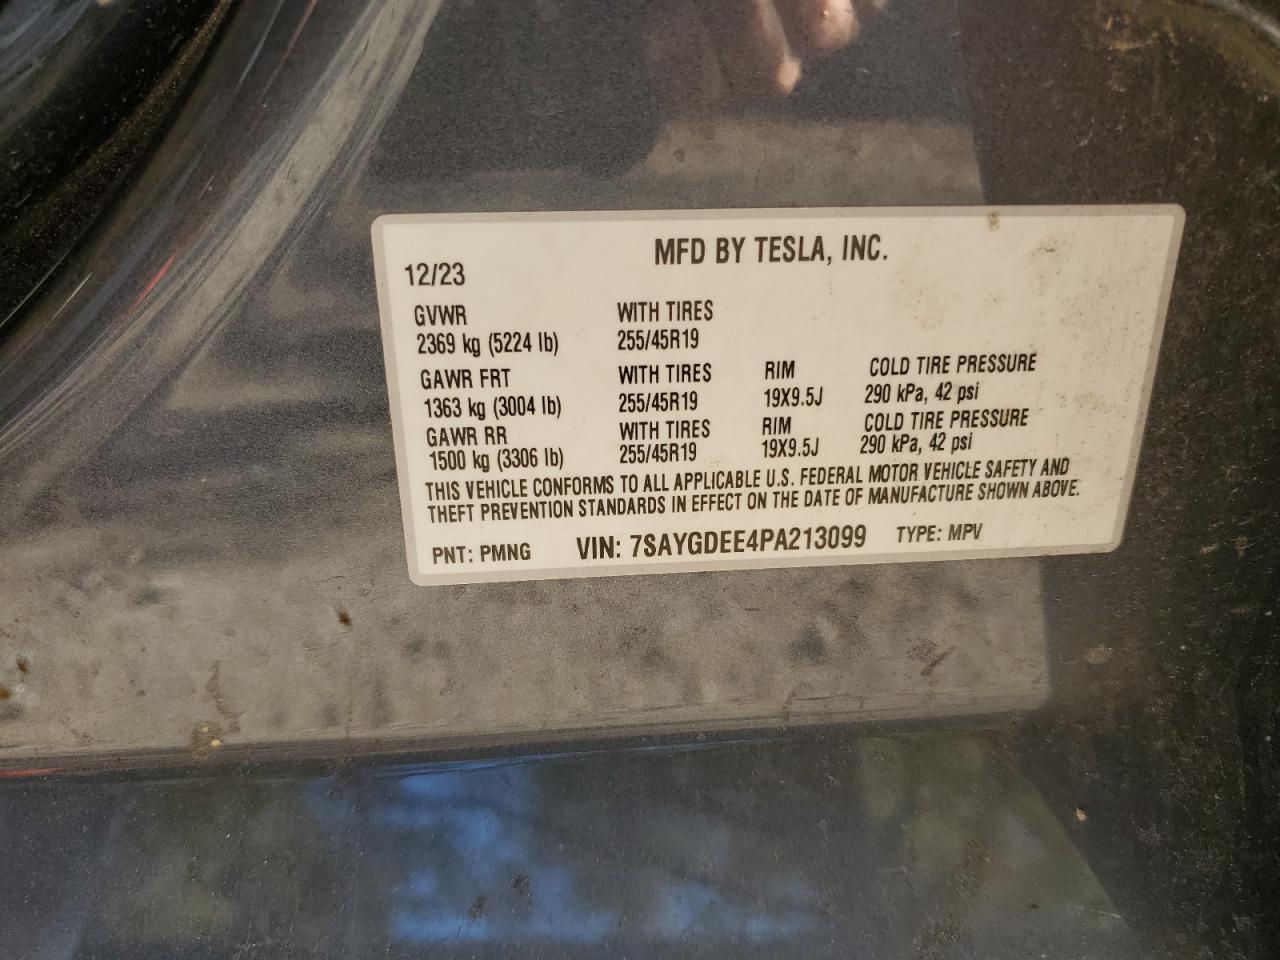 MFD BY TESLA, INC.
12/23
GVWR WITH TIRES
2369 kg (5224 lb) 255/45R19
GAWR FRT WITH TIRES RIM COLD TIRE PRESSURE
1363 kg (3004 lb) 255/45R19 19X9.5J 290 kPa, 42 psi
GAWR RR WITH TIRES RIM COLD TIRE PRESSURE
1500 kg (3306 lb) 255/45R19 19X9.5J 290 kPa, 42 psi
THIS VEHICLE CONFORMS TO ALL APPLICABLE U.S. FEDERAL MOTOR VEHICLE SAFETY AND
THEFT PREVENTION STANDARDS IN EFFECT ON THE DATE OF MANUFACTURE SHOWN ABOVE.
PNT: PMNG VIN: 7SAYGDEE4PA213099 TYPE: MPV